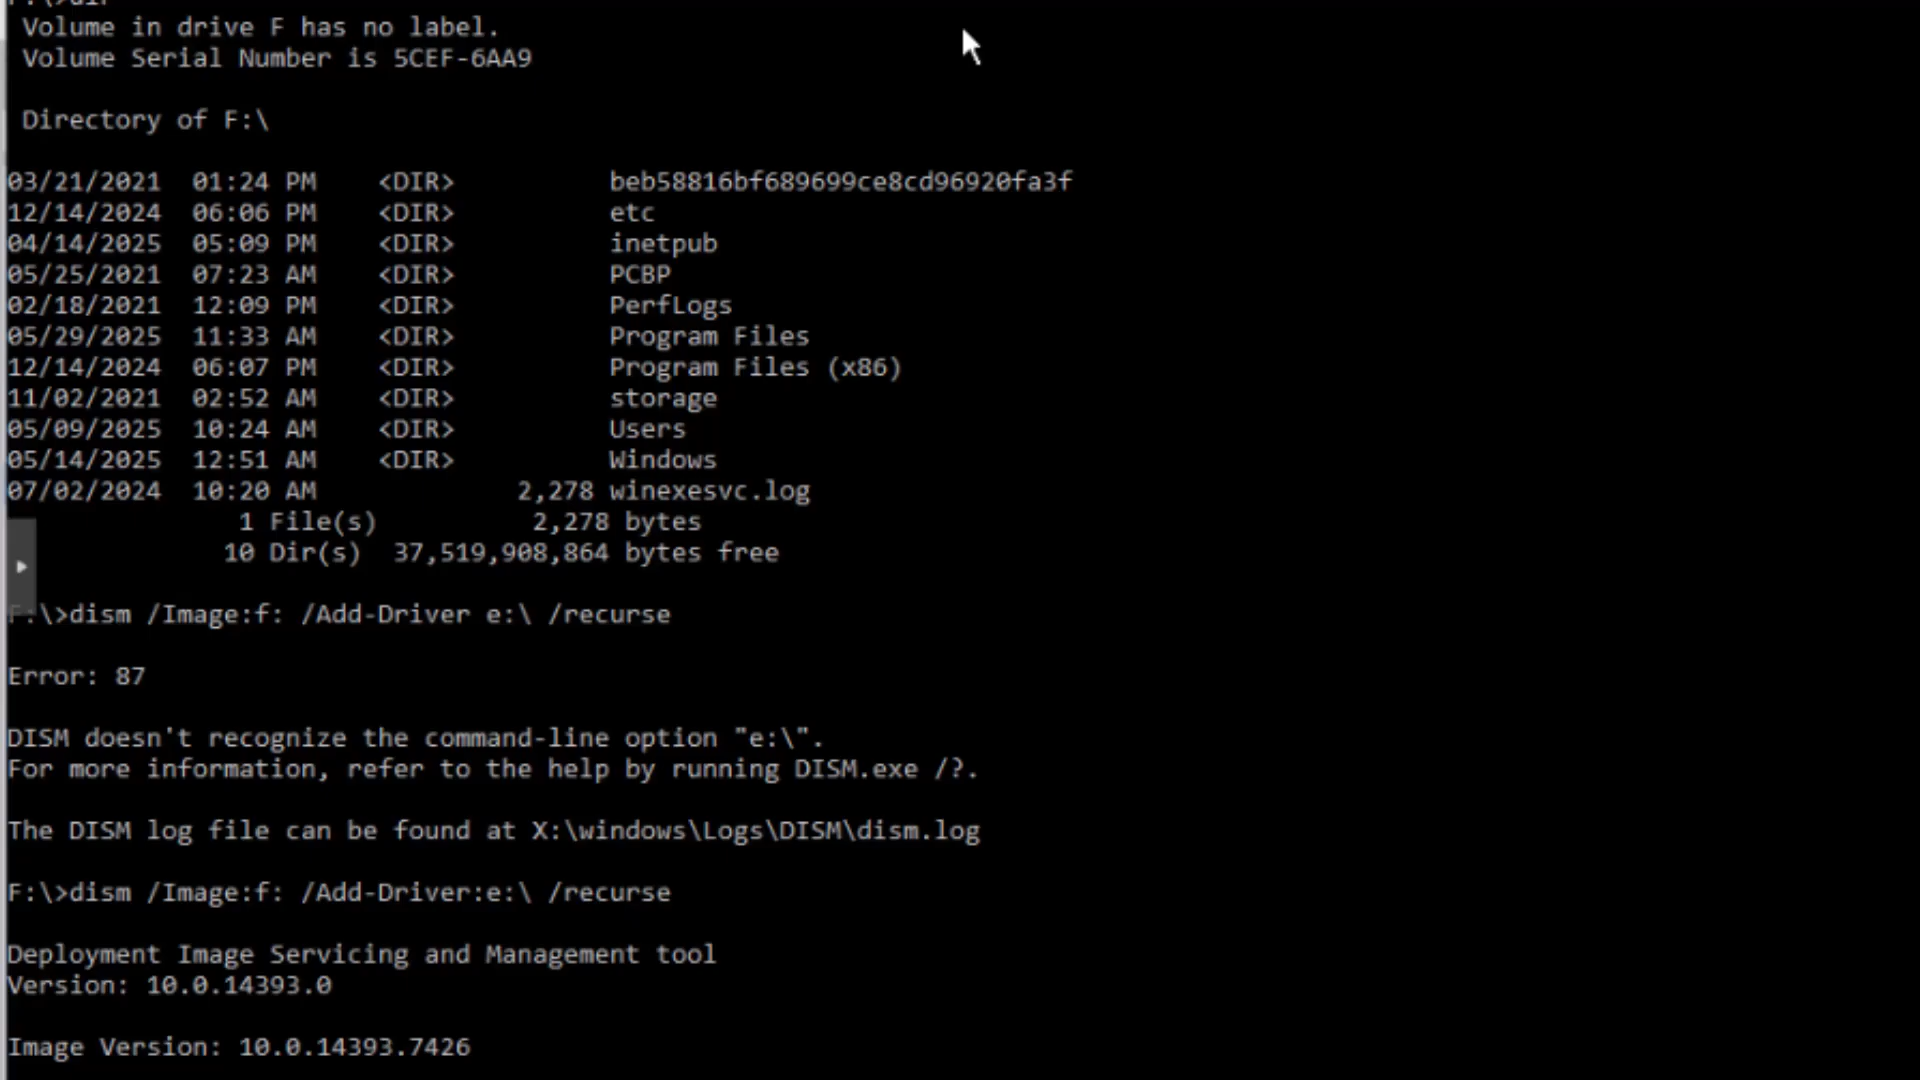 Volume in drive F has no label.
Volume Serial Number is 5CEF-6AA9
Directory of F:\
03/21/2021  01:24 PM    <DIR>          beb58816bf689699ce8cd96920fa3f
12/14/2024  06:06 PM    <DIR>          etc
04/14/2025  05:09 PM    <DIR>          inetpub
05/25/2021  07:23 AM    <DIR>          PCBP
02/18/2021  12:09 PM    <DIR>          PerfLogs
05/29/2025  11:33 AM    <DIR>          Program Files
12/14/2024  06:07 PM    <DIR>          Program Files (x86)
11/02/2021  02:52 AM    <DIR>          storage
05/09/2025  10:24 AM    <DIR>          Users
05/14/2025  12:51 AM    <DIR>          Windows
07/02/2024  10:20 AM             2,278 winexesvc.log
1 File(s)          2,278 bytes
10 Dir(s)  37,519,908,864 bytes free
F:\>dism /Image:f: /Add-Driver e:\ /recurse
Error: 87
DISM doesn't recognize the command-line option "e:\".
For more information, refer to the help by running DISM.exe /?.
The DISM log file can be found at X:\windows\Logs\DISM\dism.log
F:\>dism /Image:f: /Add-Driver:e:\ /recurse
Deployment Image Servicing and Management tool
Version: 10.0.14393.0
Image Version: 10.0.14393.7426